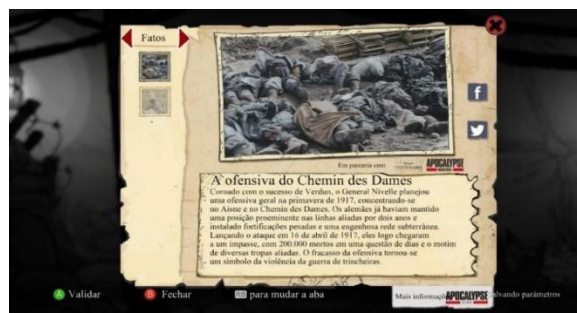 Fatos
Em parceria com
CENTENAIRE
APOCALYPSE
A ofensiva do Chemin des Dames
Coroado com o sucesso de Verdun, o General Nivelle planejou
uma ofensiva geral na primavera de 1917, concentrando-se
no Aisne e no Chemin des Dames. Os alemães já haviam mantido
uma posição proeminente nas linhas aliadas por dois anos e
instalado fortificações pesadas e uma engenhosa rede subterrânea.
Lançando o ataque em 16 de abril de 1917, eles logo chegaram
a um impasse, com 200.000 mortos em uma questão de dias e o motim
de diversas tropas aliadas. O fracasso da ofensiva tornou-se
um símbolo da violência da guerra de trincheiras.
A Validar B Fechar para mudar a aba Mais informaç APOCALYPSE alvando parâmetros